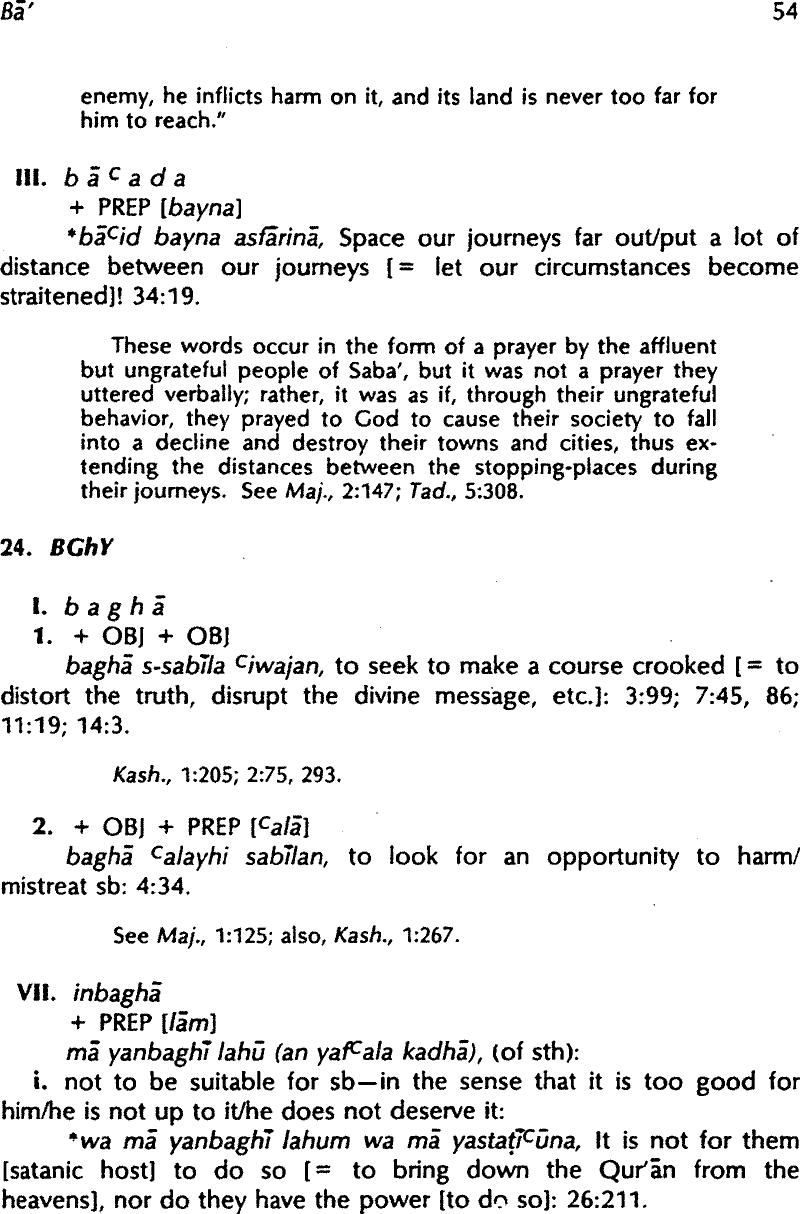 Bā' 54
enemy, he inflicts harm on it, and its land is never too far for
him to reach."
III. b ā ᶜ a d a
+ PREP [bayna]
*bāᶜid bayna asfārinā, Space our journeys far out/put a lot of
distance between our journeys [= let our circumstances become
straitened]! 34:19.
These words occur in the form of a prayer by the affluent
but ungrateful people of Saba', but it was not a prayer they
uttered verbally; rather, it was as if, through their ungrateful
behavior, they prayed to God to cause their society to fall
into a decline and destroy their towns and cities, thus ex-
tending the distances between the stopping-places during
their journeys. See Maj., 2:147; Tad., 5:308.
24. BGhY
I. b a g h ā
1. + OBJ + OBJ
baghā s-sabīla ᶜiwajan, to seek to make a course crooked [= to
distort the truth, disrupt the divine message, etc.]: 3:99; 7:45, 86;
11:19; 14:3.
Kash., 1:205; 2:75, 293.
2. + OBJ + PREP [ᶜalā]
baghā ᶜalayhi sabīlan, to look for an opportunity to harm/
mistreat sb: 4:34.
See Maj., 1:125; also, Kash., 1:267.
VII. inbaghā
+ PREP [lām]
mā yanbaghī lahū (an yafᶜala kadhā), (of sth):
i. not to be suitable for sb—in the sense that it is too good for
him/he is not up to it/he does not deserve it:
*wa mā yanbaghī lahum wa mā yastaṭīᶜūna, It is not for them
[satanic host] to do so [= to bring down the Qur'ān from the
heavens], nor do they have the power [to do so]: 26:211.